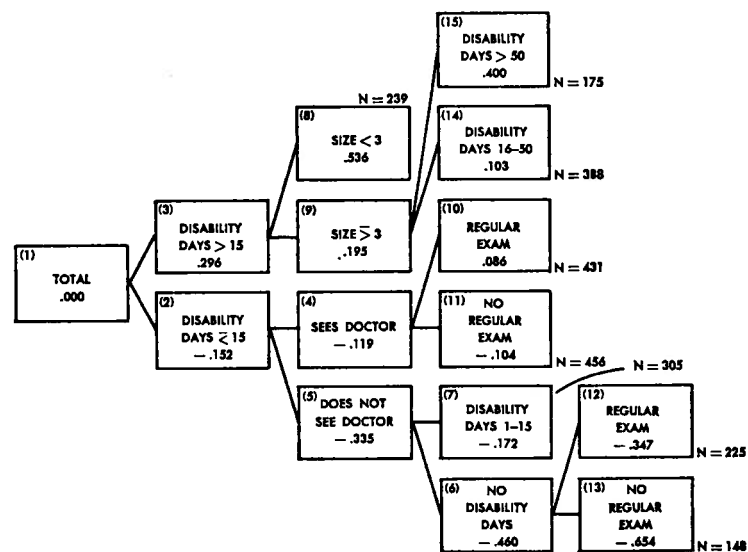 (15)
DISABILITY
DAYS > 50
.400
N = 175
N = 239
(8)
SIZE < 3
.536
(14)
DISABILITY
DAYS 16–50
.103
N = 388
(3)
DISABILITY
DAYS > 15
.296
(9)
SIZE ≥ 3
.195
(10)
REGULAR
EXAM
.086
N = 431
(1)
TOTAL
.000
(2)
DISABILITY
DAYS ≤ 15
— .152
(4)
SEES DOCTOR
— .119
(11)
NO
REGULAR
EXAM
— .104
N = 456
(5)
DOES NOT
SEE DOCTOR
— .335
(7)
DISABILITY
DAYS 1–15
— .172
N = 305
(12)
REGULAR
EXAM
— .347
N = 225
(6)
NO
DISABILITY
DAYS
— .460
(13)
NO
REGULAR
EXAM
— .654
N = 148